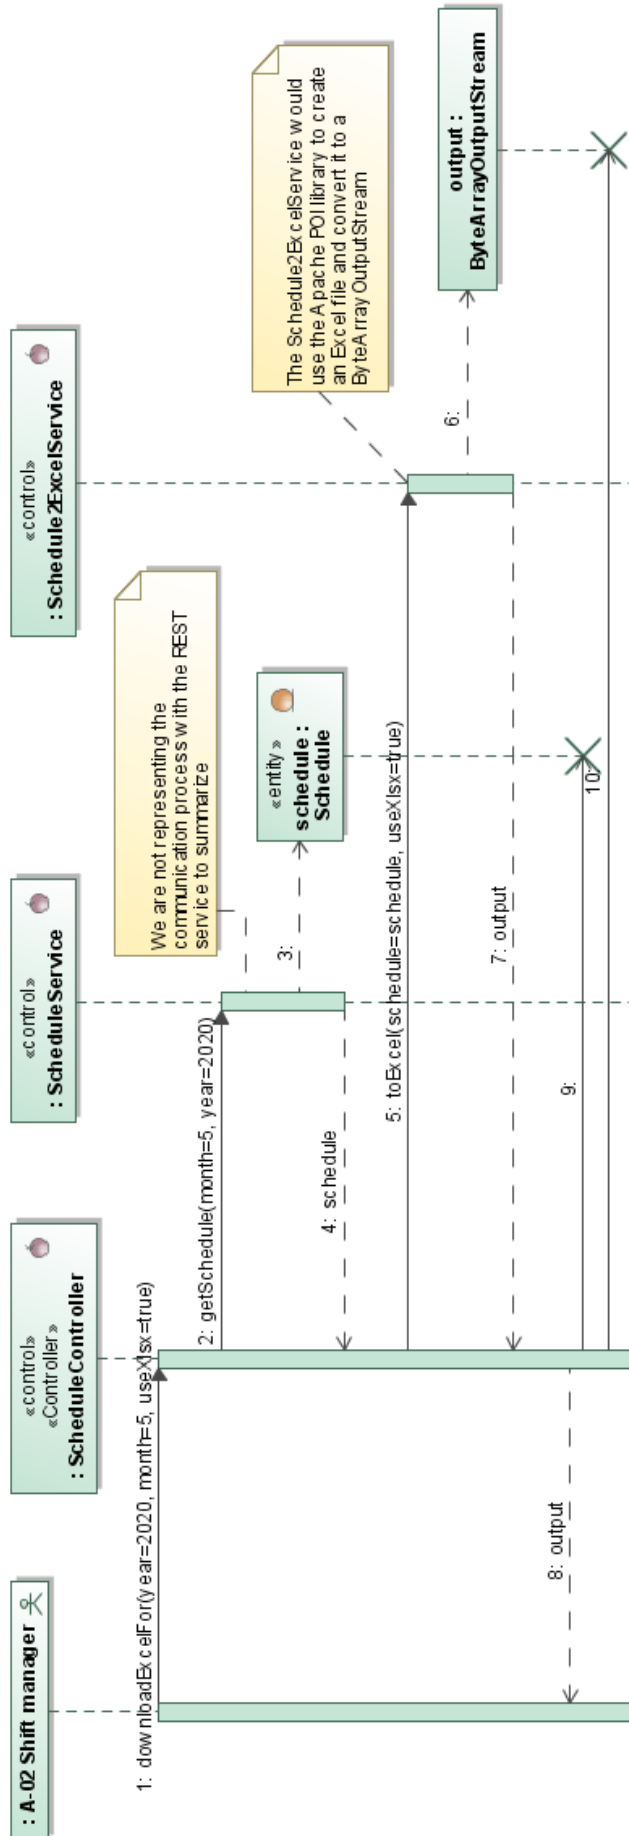 : A-02 Shift manager
«control»
«Controller»
: ScheduleController
«control»
: ScheduleService
«control»
: Schedule2ExcelService
1: downloadExcelFor(year=2020, month=5, useXlsx=true)
2: getSchedule(month=5, year=2020)
We are not representing the
communication process with the REST
service to summarize
3:
«entity»
schedule :
Schedule
4: schedule
5: toExcel(schedule=schedule, useXlsx=true)
The Schedule2ExcelService would
use the Apache POI library to create
an Excel file and convert it to a
ByteArrayOutputStream
6:
output :
ByteArrayOutputStream
7: output
8: output
9:
10: